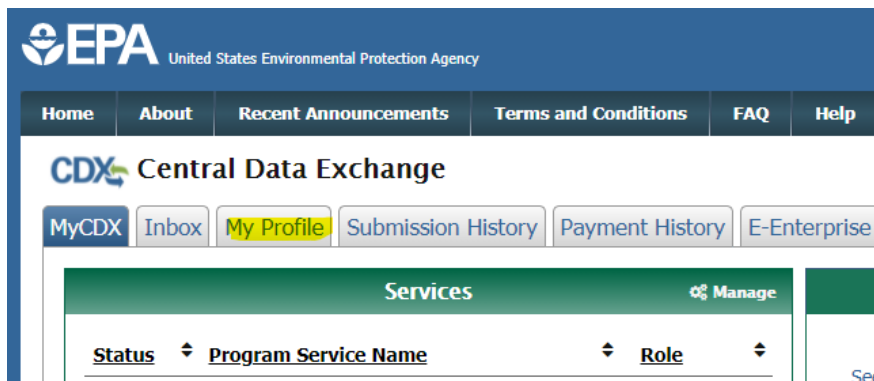 EPA United States Environmental Protection Agency
Home About Recent Announcements Terms and Conditions FAQ Help
CDX Central Data Exchange
MyCDX Inbox My Profile Submission History Payment History E-Enterprise
Services Manage
Status Program Service Name Role